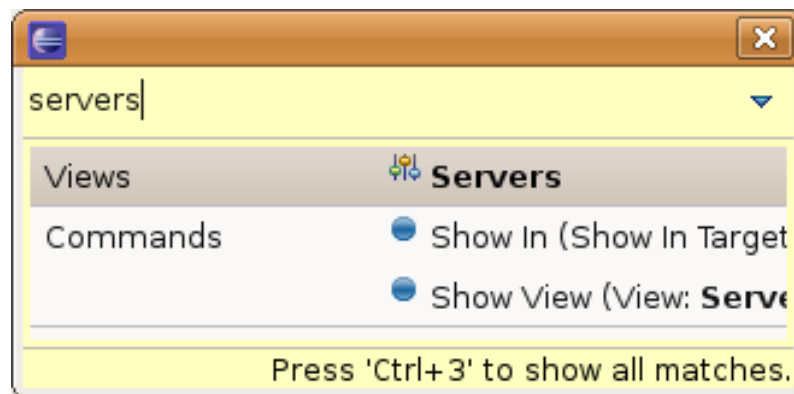 servers
Views Servers
Commands Show In (Show In Target
Show View (View: Serve
Press 'Ctrl+3' to show all matches.